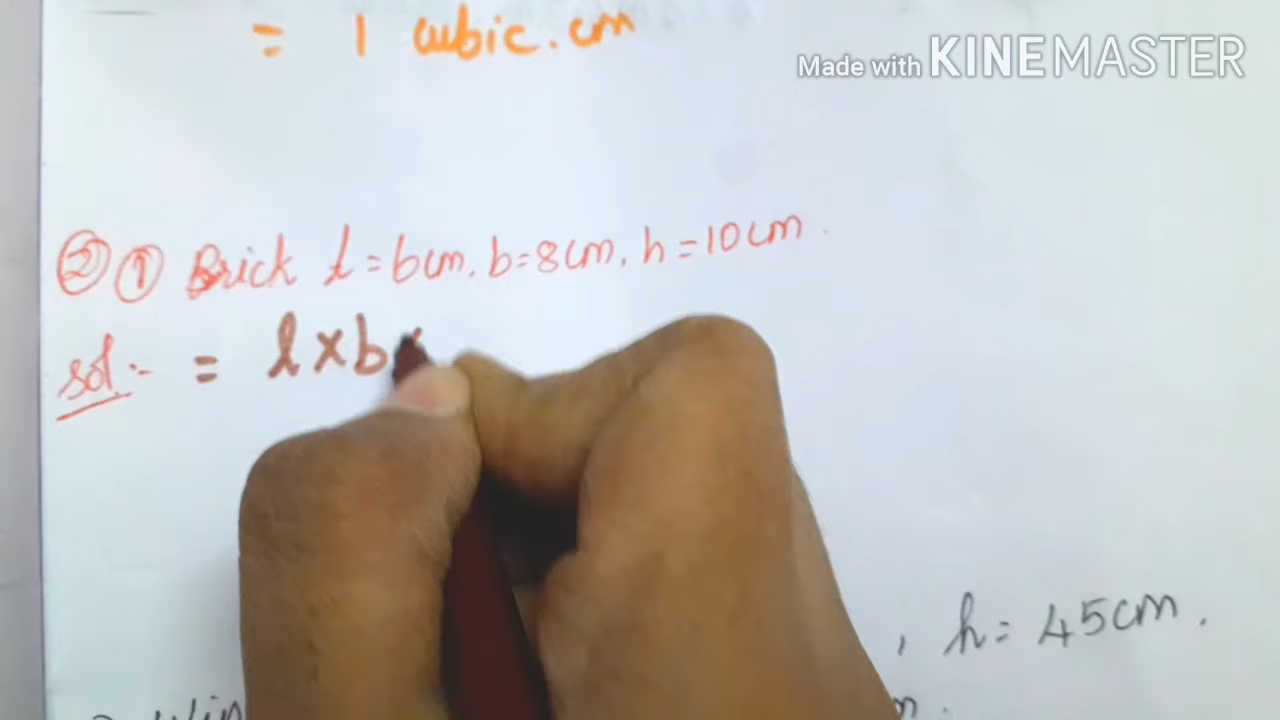 = 1 cubic.cm
Made with KINEMASTER
② ① Brick l = 6cm, b = 8cm, h = 10cm.
sol:- = l × b ×
, h = 45cm.